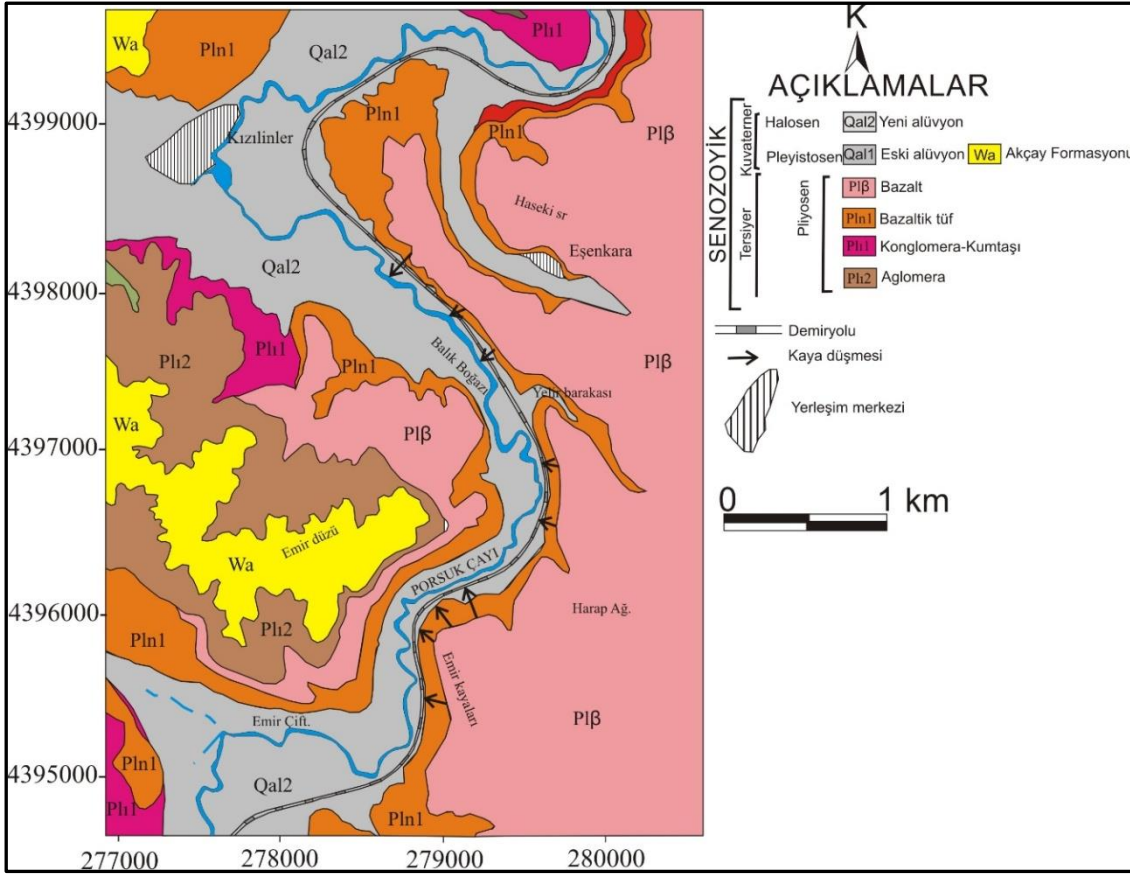 Wa
Pln1
Qal2
Plı1
4399000
Kızılinler
Pln1
Pln1
Plβ
Haseki sr
Eşenkara
Qal2
4398000
Plı2
Plı1
Pln1
Balık Boğazı
Plβ
Wa
Plβ
4397000
Emir düzü
Wa
PORSUK ÇAYI
Harap Ağ.
4396000
Pln1
Plı2
Emir kayaları
Plβ
Emir Çift.
4395000
Pln1
Qal2
Plı1
Pln1
277000 278000 279000 280000
K
AÇIKLAMALAR
SENOZOYİK
Kuvaterner
Tersiyer
Halosen
Qal2 Yeni alüvyon
Pleyistosen
Qal1 Eski alüvyon
Wa Akçay Formasyonu
Pliyosen
Plβ Bazalt
Pln1 Bazaltik tüf
Plı1 Konglomera-Kumtaşı
Plı2 Aglomera
Demiryolu
Kaya düşmesi
Yerleşim merkezi
0 1 km